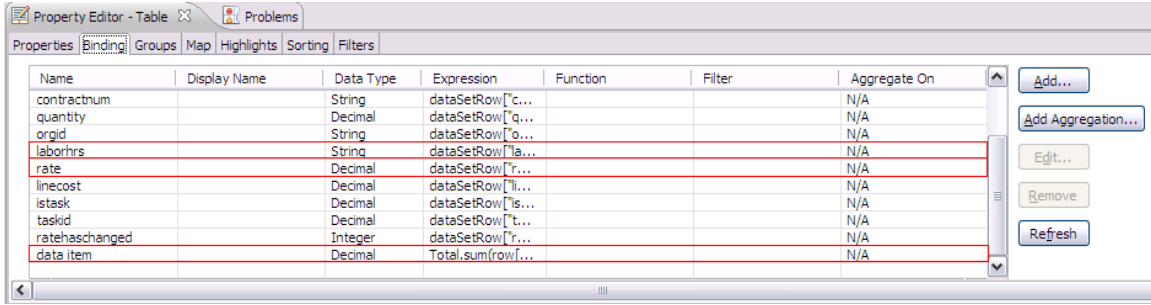 Property Editor - Table Problems
Properties Binding Groups Map Highlights Sorting Filters
Name Display Name Data Type Expression Function Filter Aggregate On
contractnum String dataSetRow["c... N/A
quantity Decimal dataSetRow["q... N/A
orgid String dataSetRow["o... N/A
laborhrs String dataSetRow["la... N/A
rate Decimal dataSetRow["r... N/A
linecost Decimal dataSetRow["li... N/A
istask Decimal dataSetRow["is... N/A
taskid Decimal dataSetRow["t... N/A
ratehaschanged Integer dataSetRow["r... N/A
data item Decimal Total.sum(row[... N/A
Add...
Add Aggregation...
Edit...
Remove
Refresh